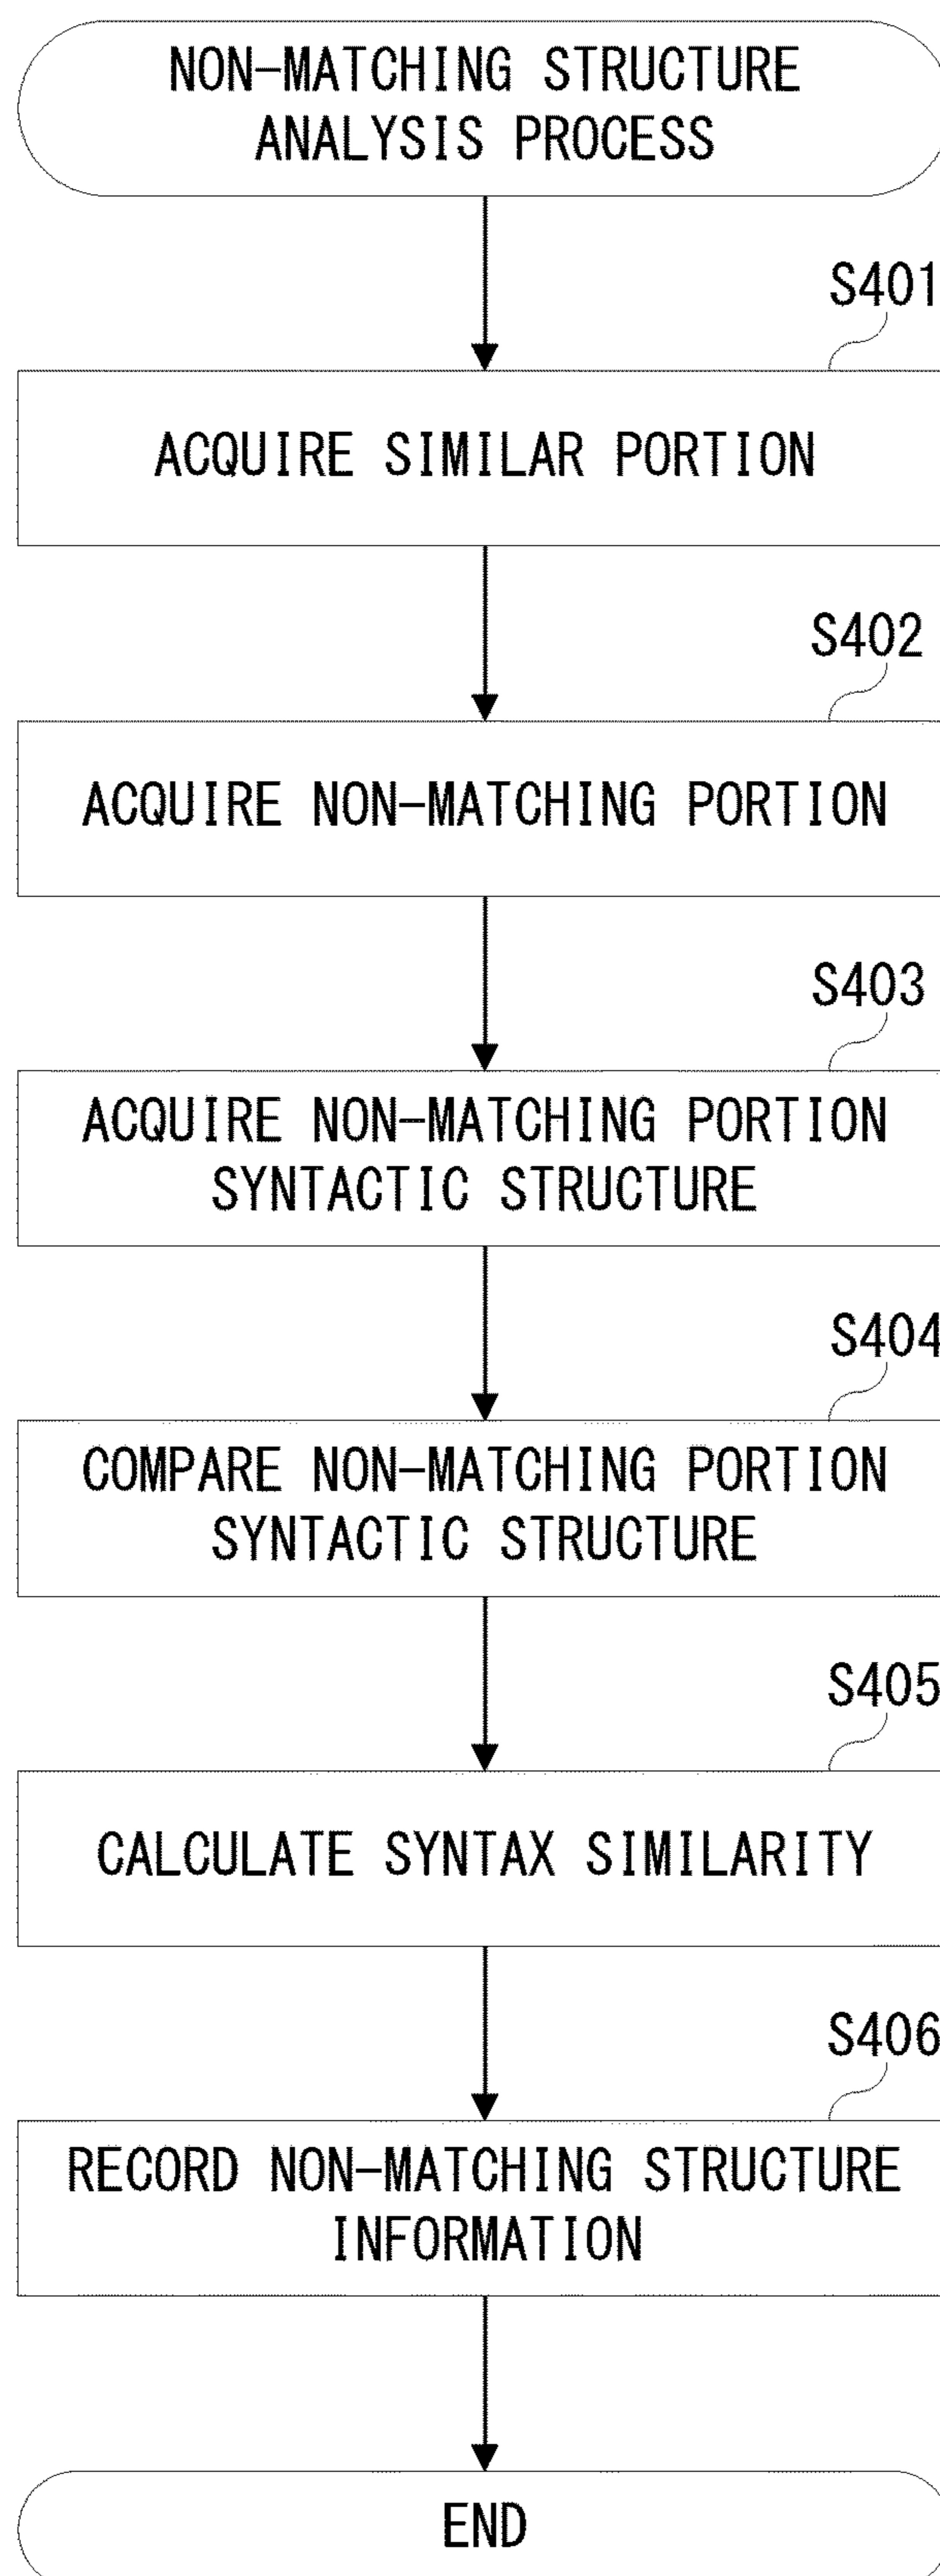 NON-MATCHING STRUCTURE
ANALYSIS PROCESS
S401
ACQUIRE SIMILAR PORTION
S402
ACQUIRE NON-MATCHING PORTION
S403
ACQUIRE NON-MATCHING PORTION
SYNTACTIC STRUCTURE
S404
COMPARE NON-MATCHING PORTION
SYNTACTIC STRUCTURE
S405
CALCULATE SYNTAX SIMILARITY
S406
RECORD NON-MATCHING STRUCTURE
INFORMATION
END